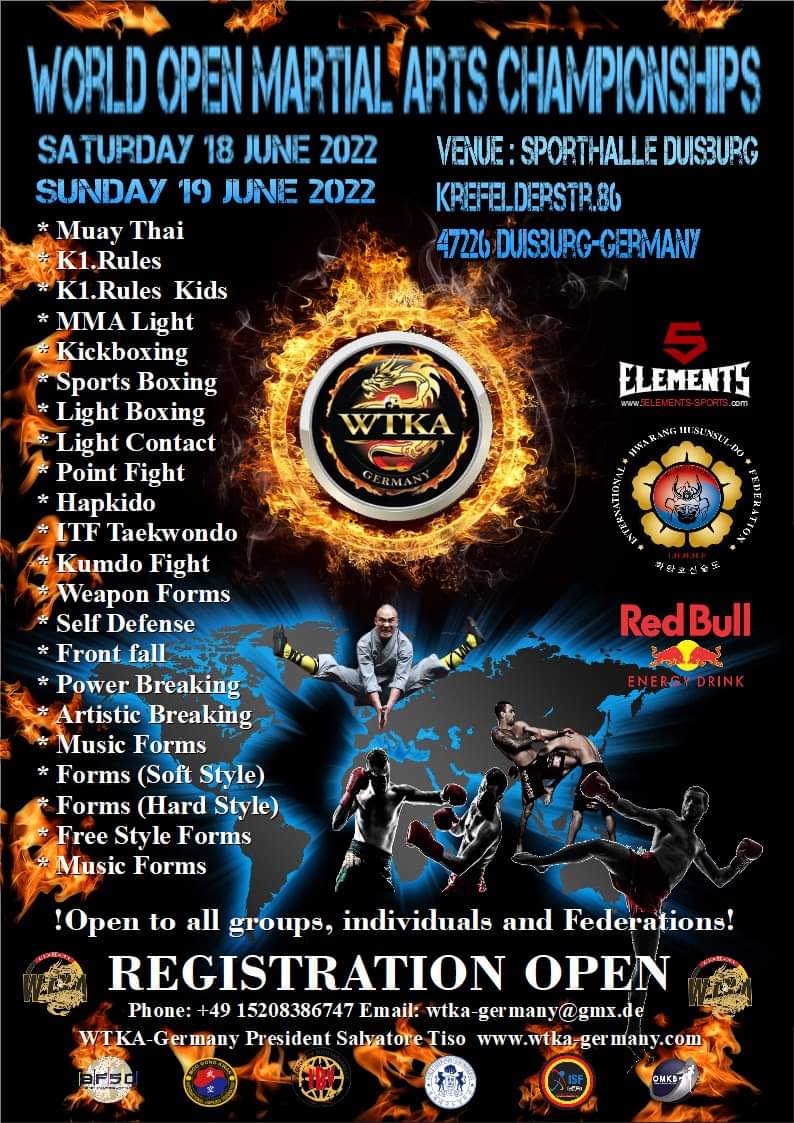 WORLD OPEN MARTIAL ARTS CHAMPIONSHIPS
SATURDAY 18 JUNE 2022
SUNDAY 19 JUNE 2022
VENUE : SPORTHALLE DUISBURG
KREFELDERSTR.86
47226 DUISBURG-GERMANY
* Muay Thai
* K1.Rules
* K1.Rules Kids
* MMA Light
* Kickboxing
* Sports Boxing
* Light Boxing
* Light Contact
* Point Fight
* Hapkido
* ITF Taekwondo
* Kumdo Fight
* Weapon Forms
* Self Defense
* Front fall
* Power Breaking
* Artistic Breaking
* Music Forms
* Forms (Soft Style)
* Forms (Hard Style)
* Free Style Forms
* Music Forms
WTKA
GERMANY
5
ELEMENTS
www.5ELEMENTS-SPORTS.com
INTERNATIONAL HWA RANG HUSUNSUL-DO FEDERATION
I.H.H.H.F
Red Bull
ENERGY DRINK
!Open to all groups, individuals and Federations!
REGISTRATION OPEN
Phone: +49 15208386747 Email: wtka-germany@gmx.de
WTKA-Germany President Salvatore Tiso www.wtka-germany.com
ISF
OMKB